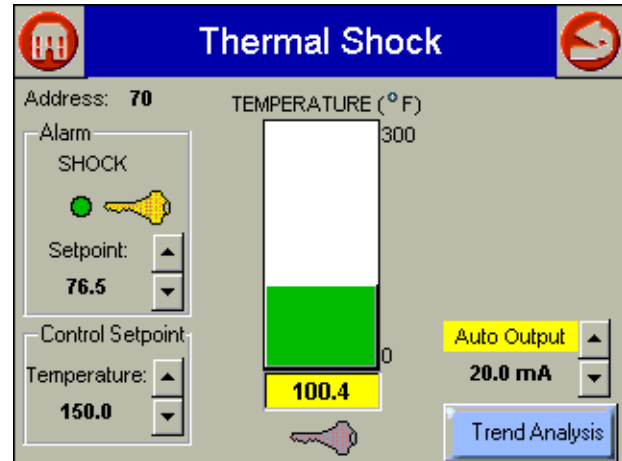 Thermal Shock
Address: 70
TEMPERATURE (°F)
Alarm
300
SHOCK
Setpoint:
76.5
Control Setpoint
0
Auto Output
Temperature:
20.0 mA
100.4
150.0
Trend Analysis